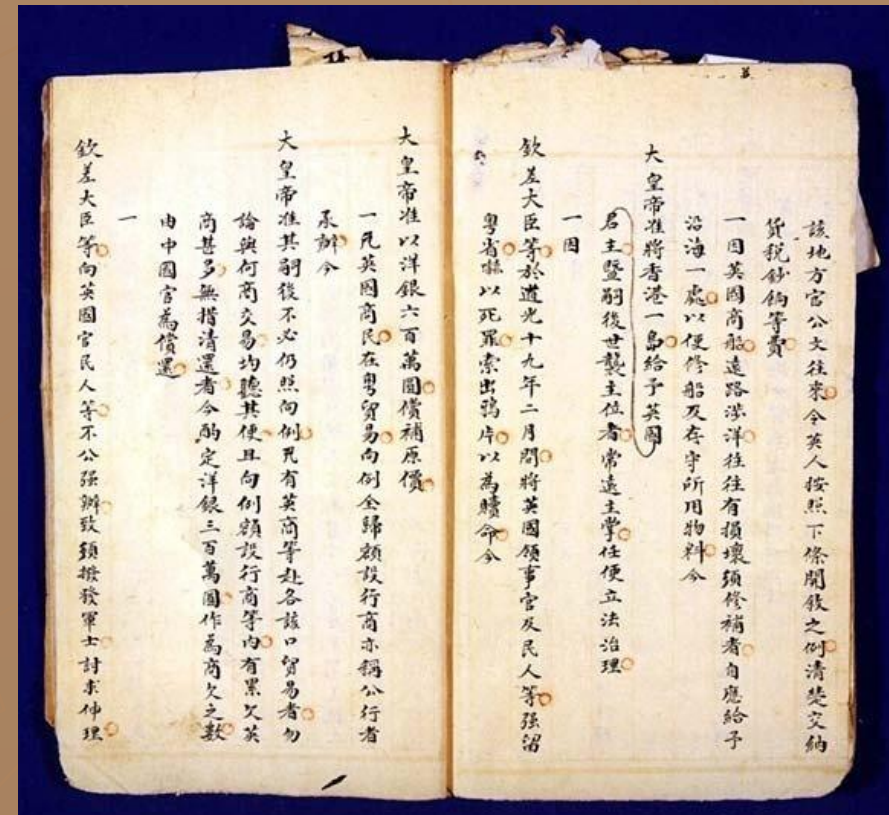 該地方官公文往來令英人按照下條開敘之例清楚交納
貨稅鈔餉等費
一因英國商船遠路涉洋往往有損壞須修補者自應給予
沿海一處以便修船及存守所用物料今
大皇帝准將香港一島給予英國
君主暨嗣後世襲主位者常遠主掌任便立法治理
一因
欽差大臣等於道光十九年二月間將英國領事官及民人等强留
粵省嚇以死罪索出鴉片以為贖命今
大皇帝准以洋銀六百萬圓償補原價
一凡英國商民在粵貿易向例全歸額設行商亦稱公行者
承辦今
大皇帝准其嗣後不必仍照向例凡有英商等赴各該口貿易者勿
論與何商交易均聽其便且向例額設行商等內有累欠英
商甚多無措清還者今酌定洋銀三百萬圓作為商欠之數
由中國官為償還
一
欽差大臣等向英國官民人等不公强辦致須撥發軍士討求伸理